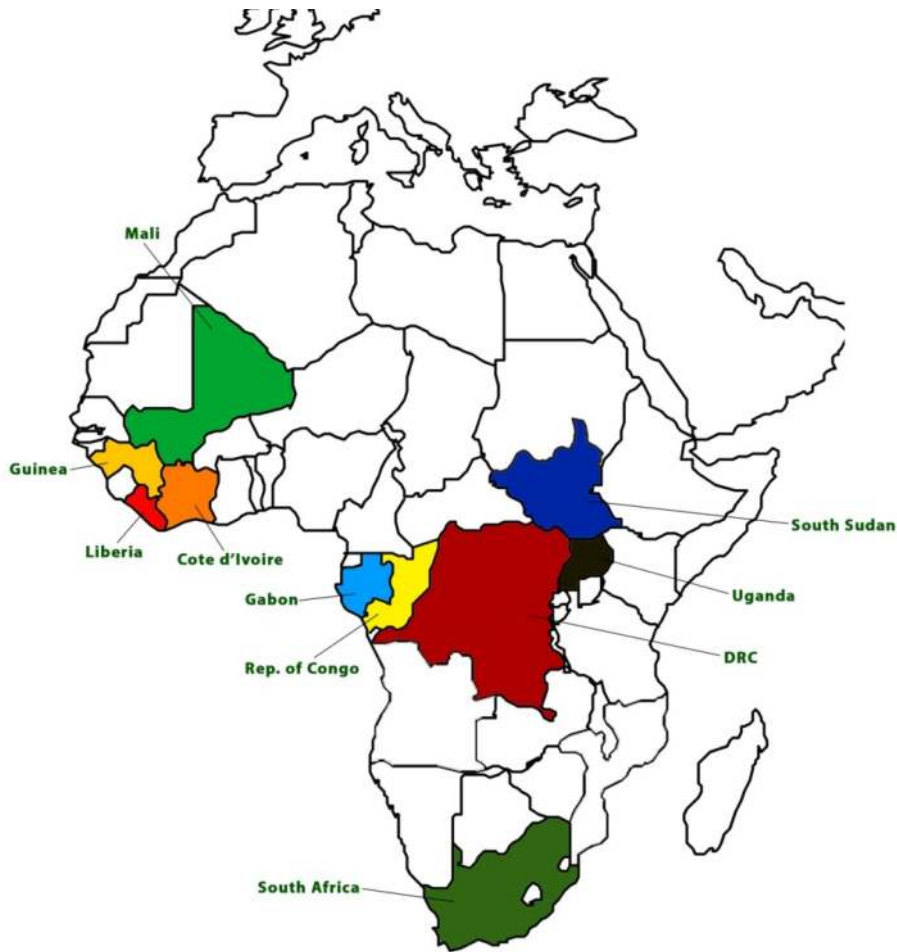 Mali
Guinea
Liberia
Cote d'Ivoire
South Sudan
Gabon
Uganda
Rep. of Congo
DRC
South Africa